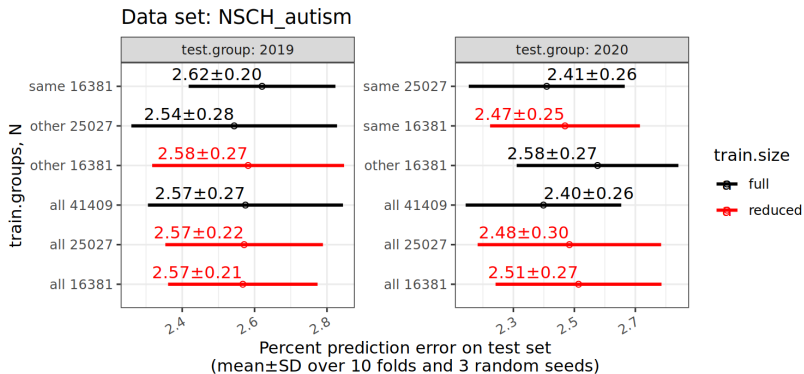 Data set: NSCH_autism
test.group: 2019
test.group: 2020
train.groups, N
same 16381
2.62±0.20
other 25027
2.54±0.28
other 16381
2.58±0.27
all 41409
2.57±0.27
all 25027
2.57±0.22
all 16381
2.57±0.21
2.4
2.6
2.8
same 25027
2.41±0.26
same 16381
2.47±0.25
other 16381
2.58±0.27
all 41409
2.40±0.26
all 25027
2.48±0.30
all 16381
2.51±0.27
2.3
2.5
2.7
Percent prediction error on test set
(mean±SD over 10 folds and 3 random seeds)
train.size
a full
a reduced